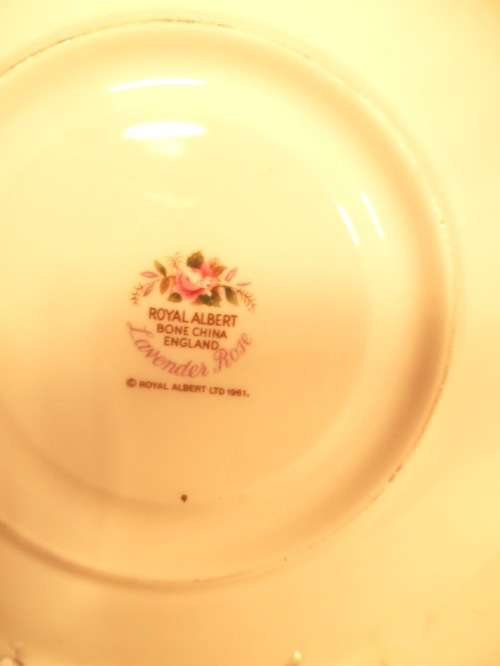 ROYAL ALBERT
BONE CHINA
ENGLAND
Lavender Rose
© ROYAL ALBERT LTD 1961.